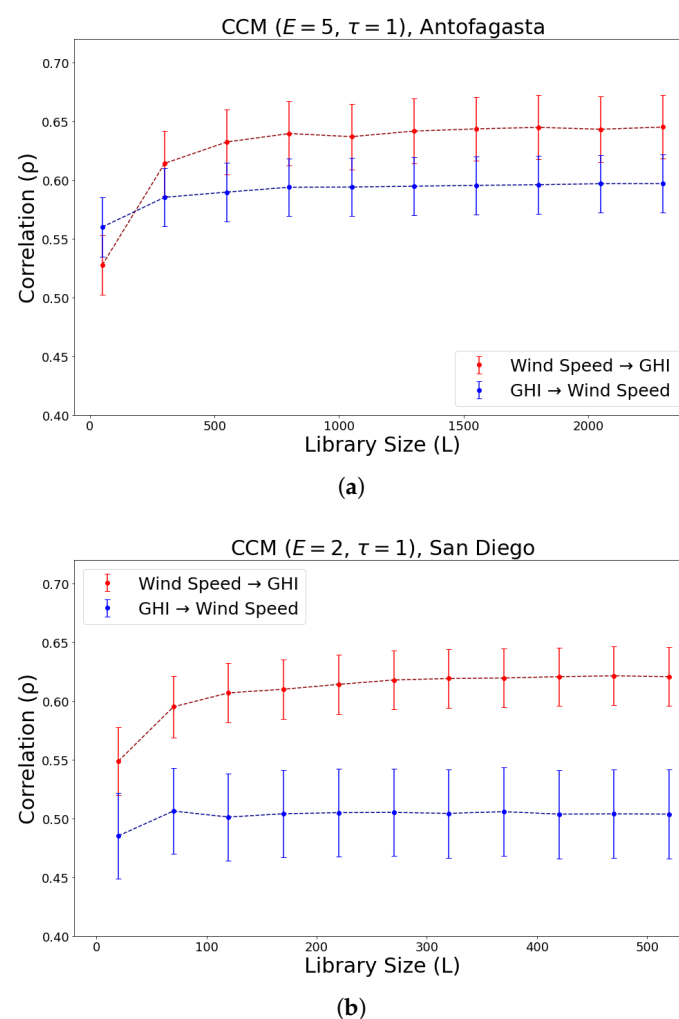 CCM (E = 5, τ = 1), Antofagasta
0.70
0.65
0.60
0.55
0.50
0.45
0.40
Correlation (ρ)
Wind Speed → GHI
GHI → Wind Speed
0
500
1000
1500
2000
Library Size (L)
(a)
CCM (E = 2, τ = 1), San Diego
Wind Speed → GHI
GHI → Wind Speed
0.70
0.65
0.60
0.55
0.50
0.45
0.40
Correlation (ρ)
0
100
200
300
400
500
Library Size (L)
(b)